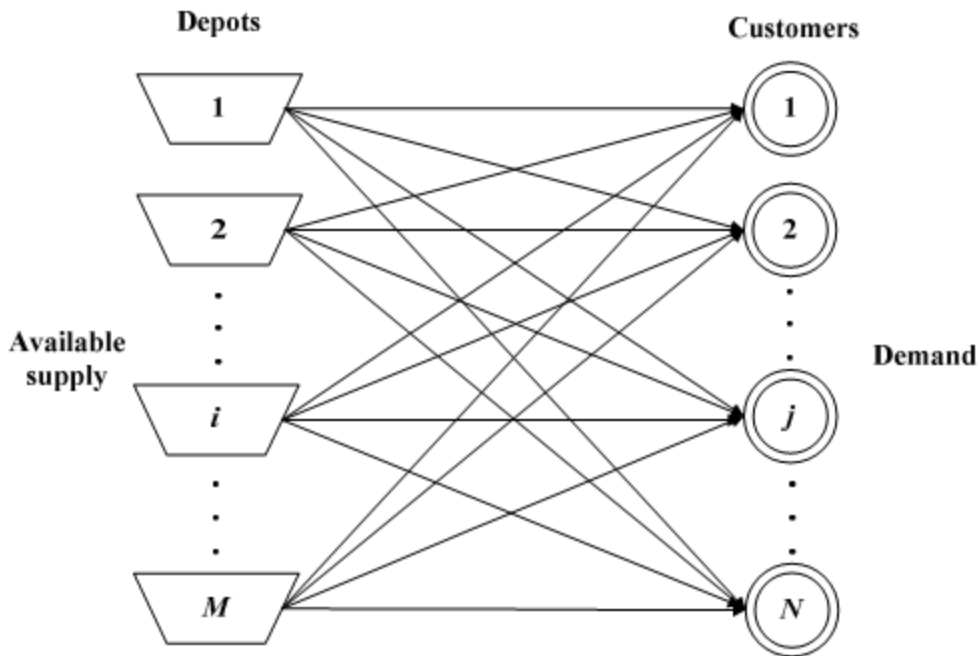 Depots
Customers
1
1
2
2
Available
supply
Demand
i
j
M
N